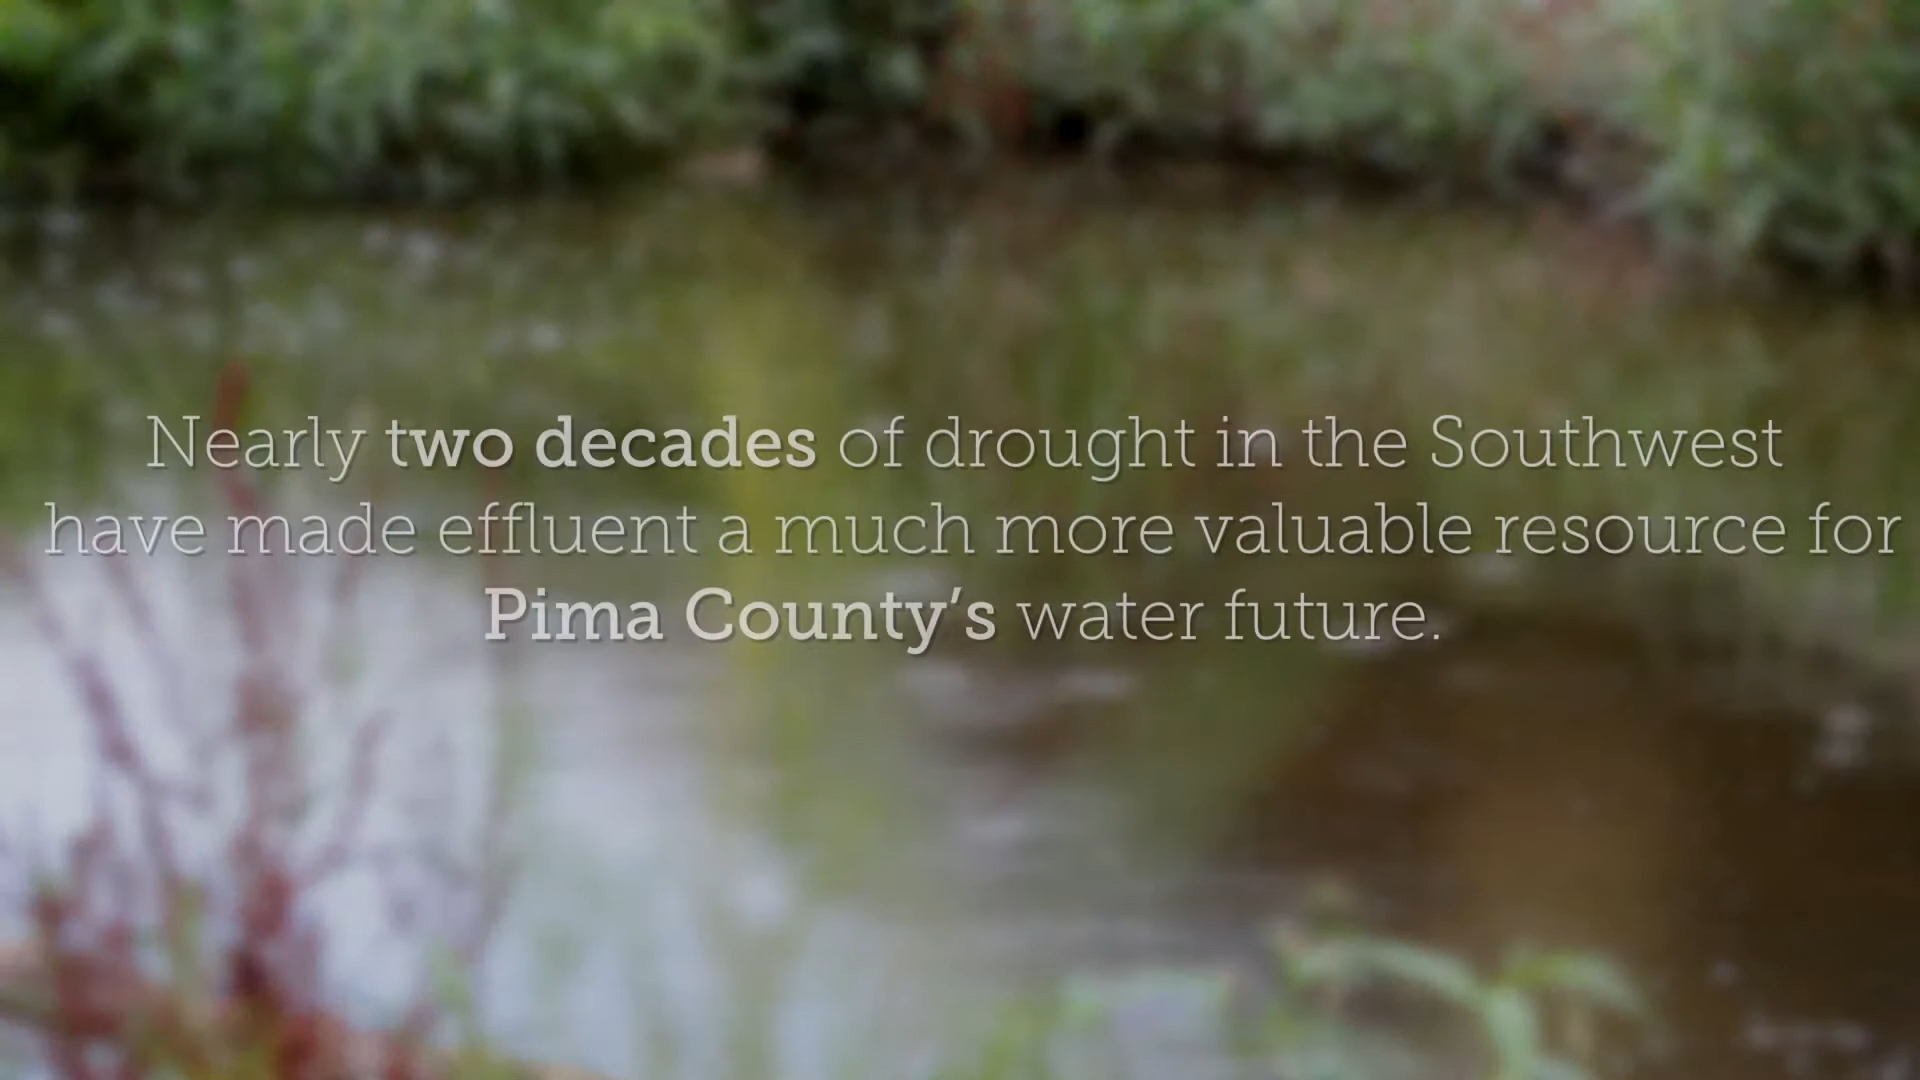 Nearly two decades of drought in the Southwest
have made effluent a much more valuable resource for
Pima County’s water future.